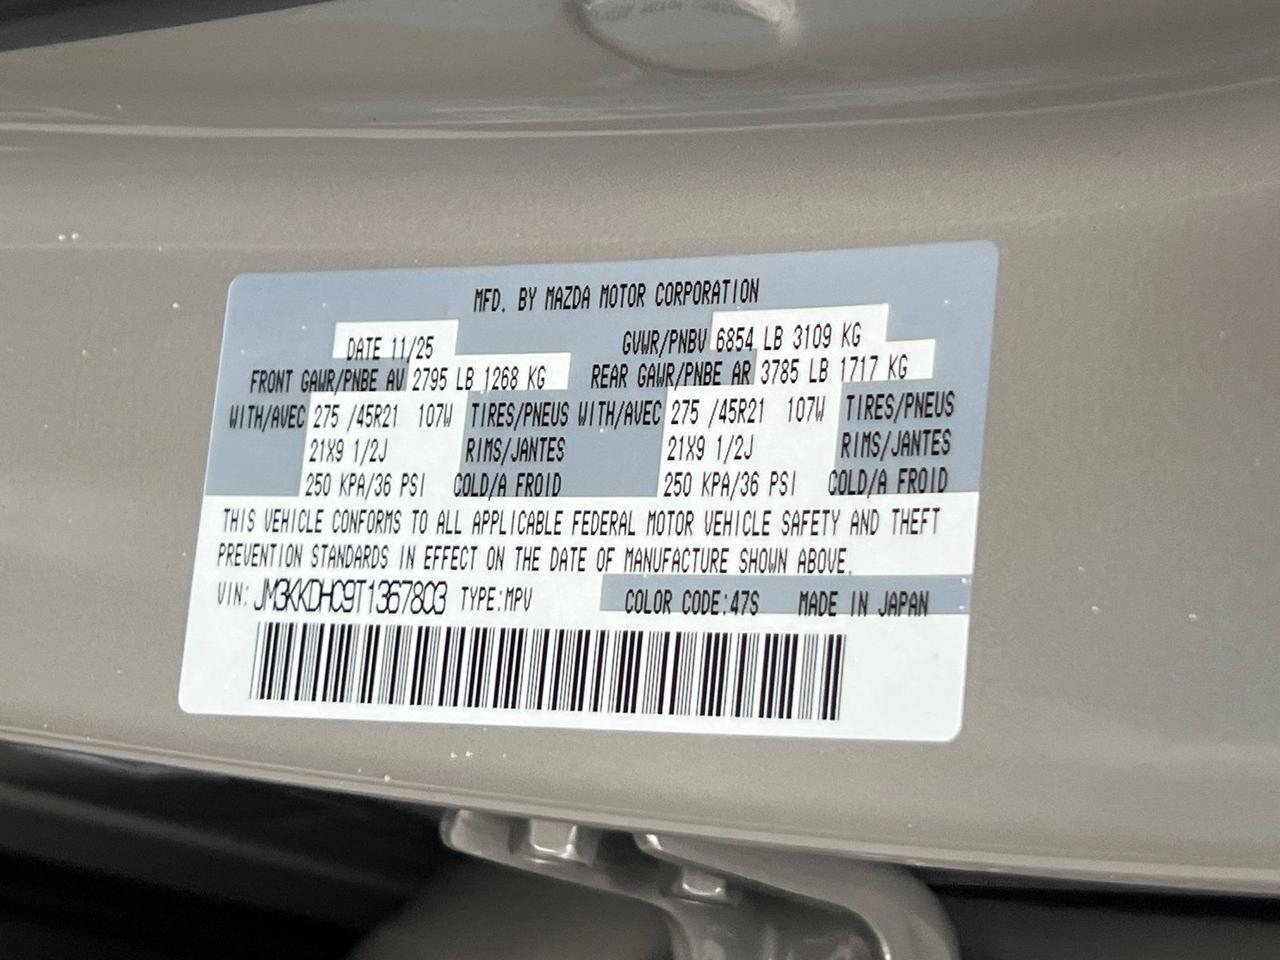 MFD. BY MAZDA MOTOR CORPORATION
DATE 11/25 GVWR/PNBV 6854 LB 3109 KG
FRONT GAWR/PNBE AV 2795 LB 1268 KG REAR GAWR/PNBE AR 3785 LB 1717 KG
WITH/AVEC 275 /45R21 107W TIRES/PNEUS WITH/AVEC 275 /45R21 107W TIRES/PNEUS
21X9 1/2J RIMS/JANTES 21X9 1/2J RIMS/JANTES
250 KPA/36 PSI COLD/A FROID 250 KPA/36 PSI COLD/A FROID
THIS VEHICLE CONFORMS TO ALL APPLICABLE FEDERAL MOTOR VEHICLE SAFETY AND THEFT
PREVENTION STANDARDS IN EFFECT ON THE DATE OF MANUFACTURE SHOWN ABOVE.
VIN: JM3KKDHC9T1367803 TYPE:MPV COLOR CODE:47S MADE IN JAPAN